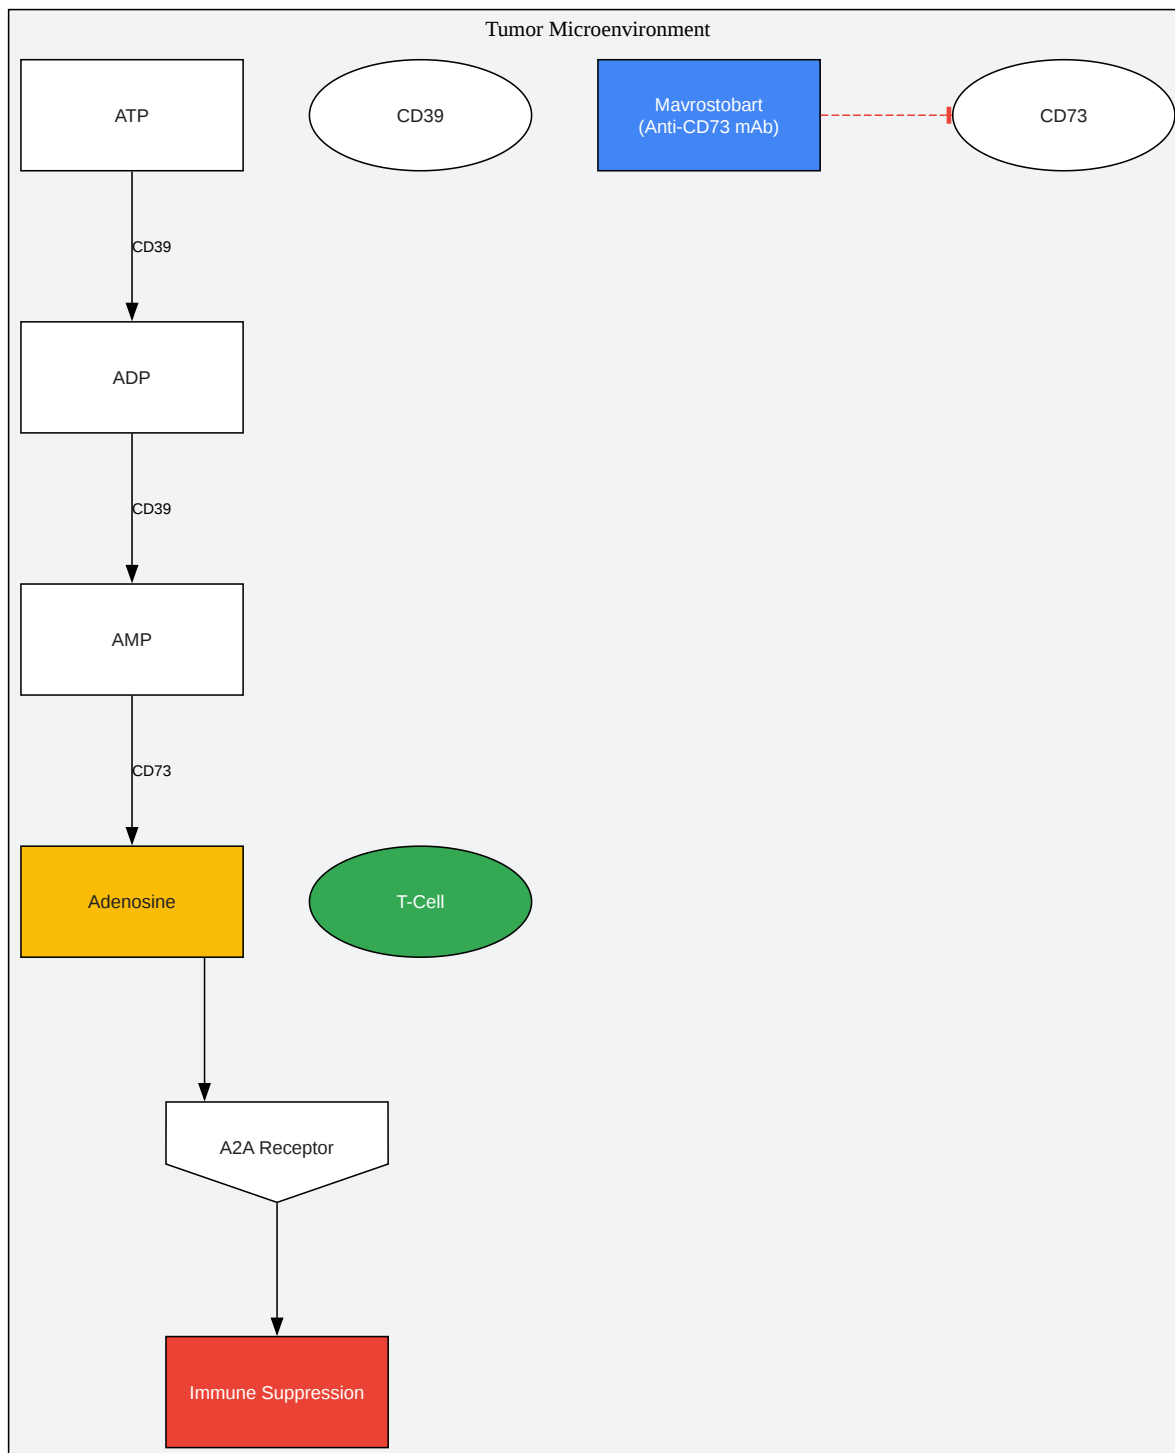 Tumor Microenvironment
ATP
CD39
Mavrostobart
(Anti-CD73 mAb)
CD73
CD39
ADP
CD39
AMP
CD73
Adenosine
T-Cell
A2A Receptor
Immune Suppression